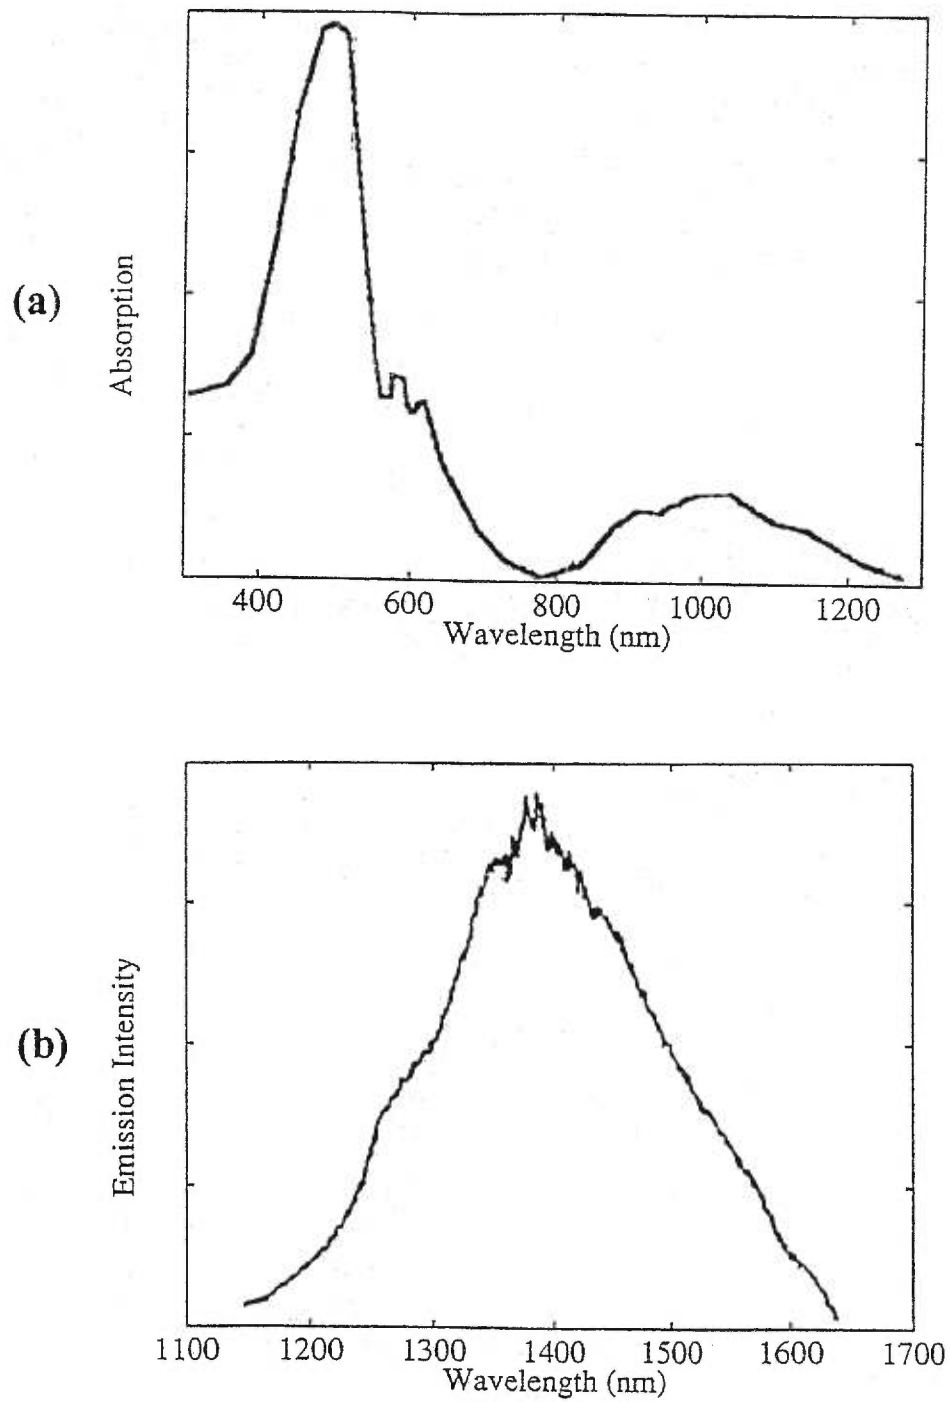 (a)
Absorption
400 600 800 1000 1200
Wavelength (nm)
(b)
Emission Intensity
1100 1200 1300 1400 1500 1600 1700
Wavelength (nm)